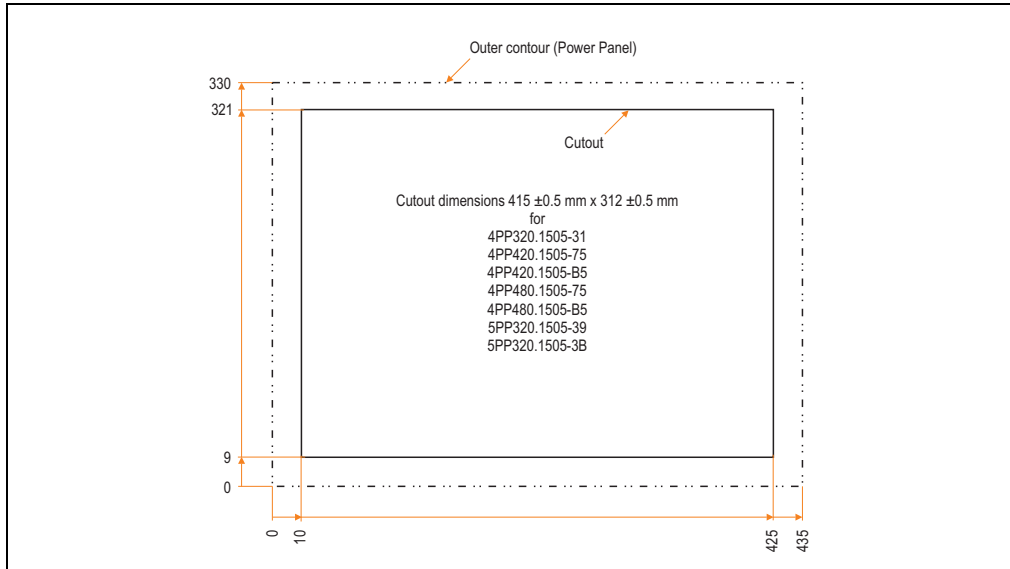 Outer contour (Power Panel)
330
321
Cutout
Cutout dimensions 415 ±0.5 mm x 312 ±0.5 mm
for
4PP320.1505-31
4PP420.1505-75
4PP420.1505-B5
4PP480.1505-75
4PP480.1505-B5
5PP320.1505-39
5PP320.1505-3B
9
0
0
10
425
435